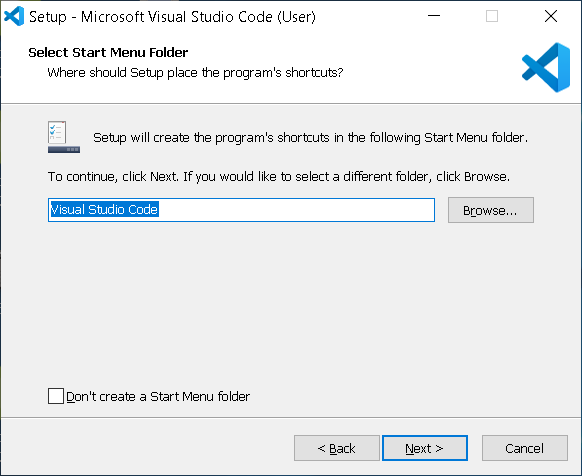 Setup - Microsoft Visual Studio Code (User)
Select Start Menu Folder
Where should Setup place the program's shortcuts?
Setup will create the program's shortcuts in the following Start Menu folder.
To continue, click Next. If you would like to select a different folder, click Browse.
Visual Studio Code
Browse...
Don't create a Start Menu folder
< Back
Next >
Cancel